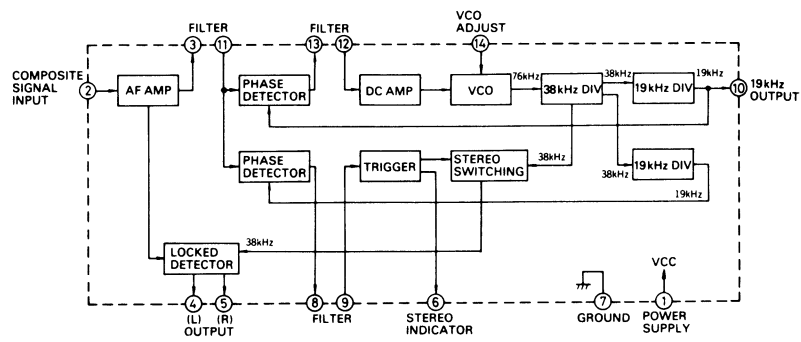 FILTER
FILTER
VCO
ADJUST
3
11
13
12
14
COMPOSITE
SIGNAL
INPUT
2
AF AMP
PHASE
DETECTOR
DC AMP
VCO
76kHz
38kHz DIV
38kHz
19kHz DIV
19kHz
10
19kHz
OUTPUT
PHASE
DETECTOR
TRIGGER
STEREO
SWITCHING
38kHz
38kHz
19kHz DIV
19kHz
LOCKED
DETECTOR
38kHz
VCC
4
5
8
9
6
7
1
(L)
(R)
OUTPUT
FILTER
STEREO
INDICATOR
GROUND
POWER
SUPPLY